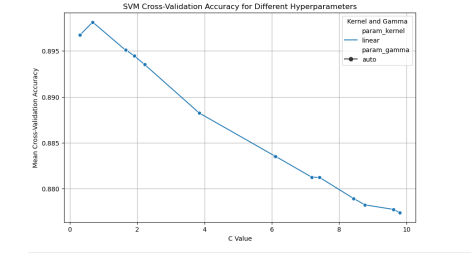 SVM Cross-Validation Accuracy for Different Hyperparameters
Kernel and Gamma
param_kernel
linear
param_gamma
auto
Mean Cross-Validation Accuracy
0.895
0.890
0.885
0.880
0
2
4
6
8
10
C Value